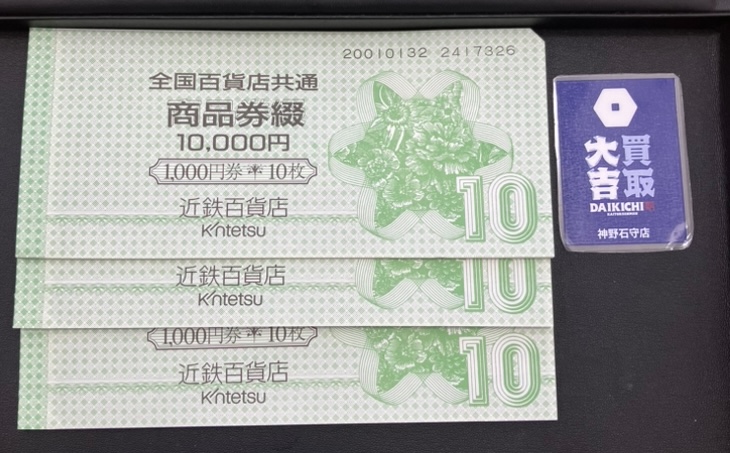 20010132 2417326
全国百貨店共通
商品券綴
10,000円
1,000円券 * 10枚
近鉄百貨店
Kintetsu
10
近鉄百貨店
Kintetsu
10
1,000円券 * 10枚
近鉄百貨店
Kintetsu
10
買取
大吉
DAIKICHI
神野石守店